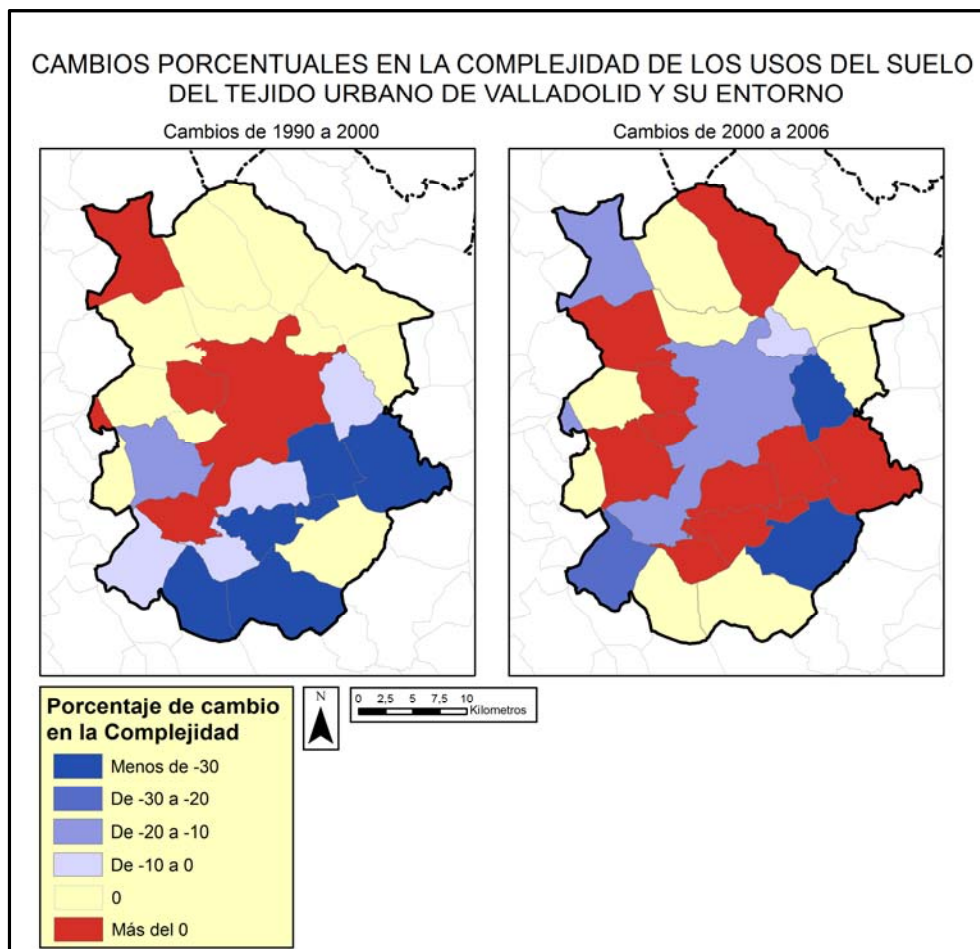 CAMBIOS PORCENTUALES EN LA COMPLEJIDAD DE LOS USOS DEL SUELO
DEL TEJIDO URBANO DE VALLADOLID Y SU ENTORNO
Cambios de 1990 a 2000
Cambios de 2000 a 2006
Porcentaje de cambio
en la Complejidad
Menos de -30
De -30 a -20
De -20 a -10
De -10 a 0
0
Más del 0
N
0 2,5 5 7,5 10
Kilometros